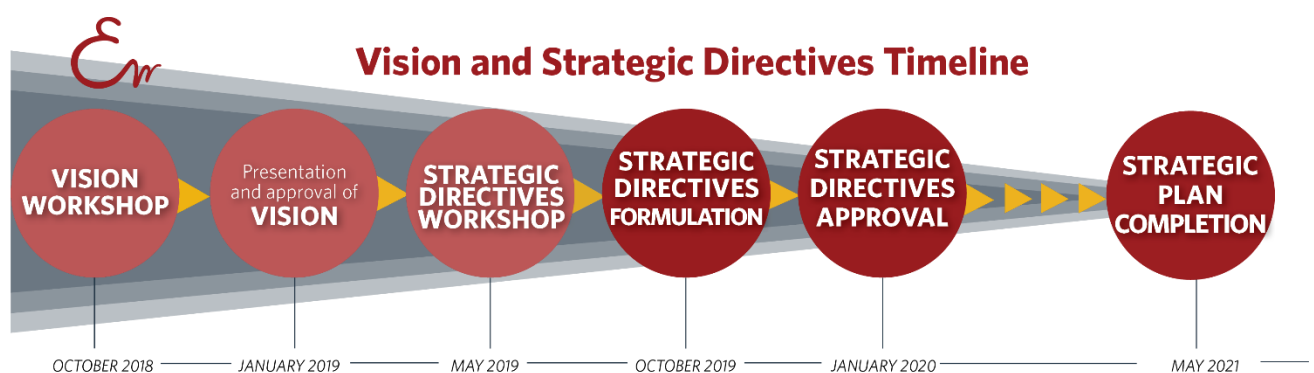 Ew
Vision and Strategic Directives Timeline
VISION
WORKSHOP
Presentation
and approval of
VISION
STRATEGIC
DIRECTIVES
WORKSHOP
STRATEGIC
DIRECTIVES
FORMULATION
STRATEGIC
DIRECTIVES
APPROVAL
STRATEGIC
PLAN
COMPLETION
OCTOBER 2018
JANUARY 2019
MAY 2019
OCTOBER 2019
JANUARY 2020
MAY 2021